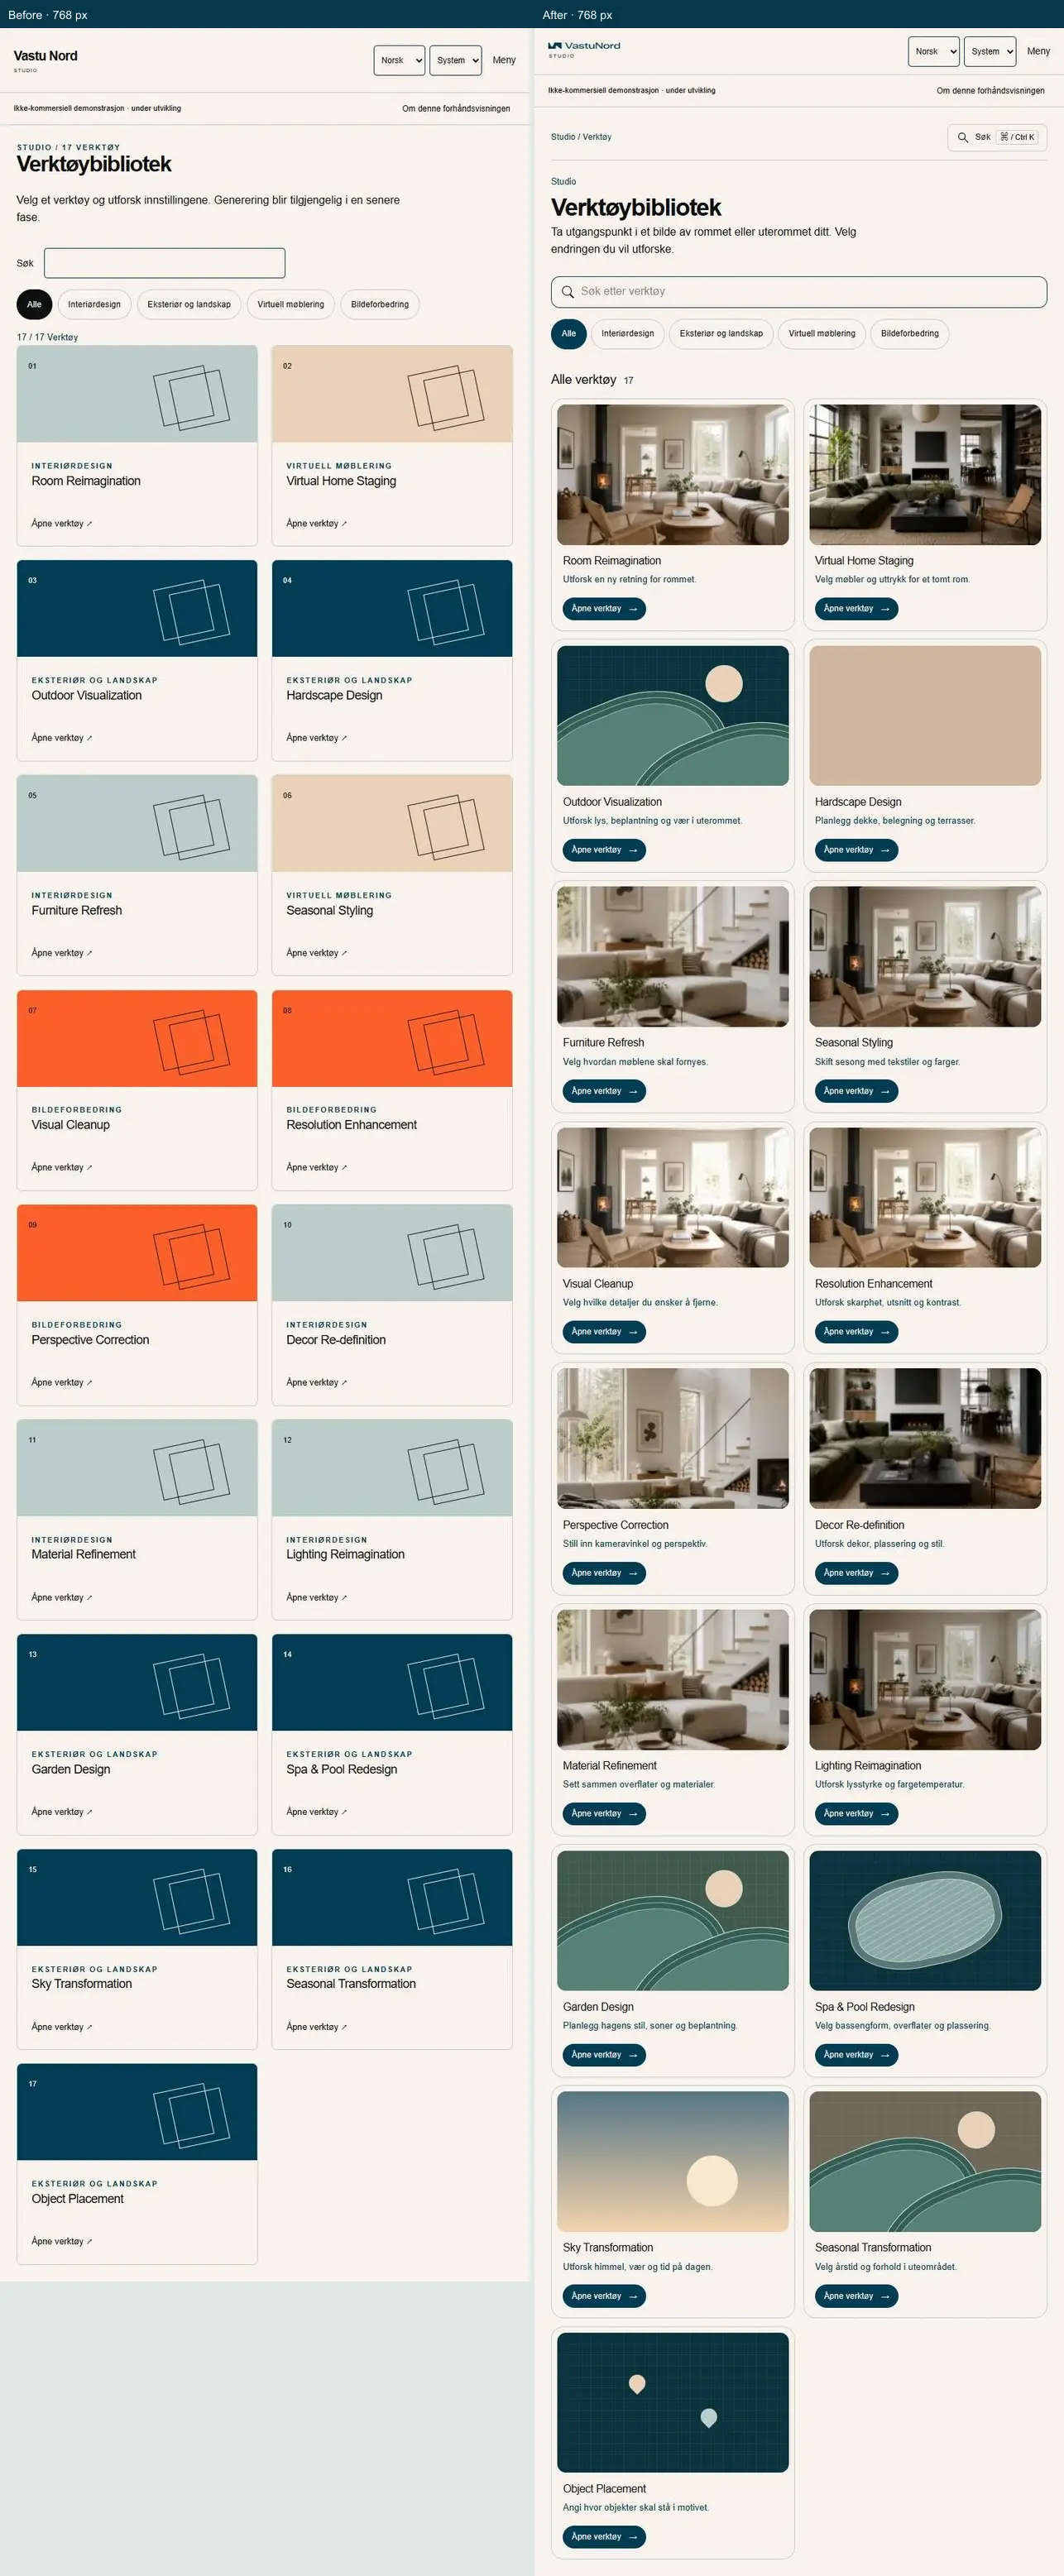 Before · 768 px
Vastu Nord
STUDIO
Norsk
System
Meny
Ikke-kommersiell demonstrasjon · under utvikling
Om denne forhåndsvisningen
STUDIO / 17 VERKTØY
Verktøybibliotek
Velg et verktøy og utforsk innstillingene. Generering blir tilgjengelig i en senere
fase.
Søk
Alle
Interiørdesign
Eksteriør og landskap
Virtuell møblering
Bildeforbedring
17 / 17 Verktøy
01
INTERIØRDESIGN
Room Reimagination
Åpne verktøy ↗
02
VIRTUELL MØBLERING
Virtual Home Staging
Åpne verktøy ↗
03
EKSTERIØR OG LANDSKAP
Outdoor Visualization
Åpne verktøy ↗
04
EKSTERIØR OG LANDSKAP
Hardscape Design
Åpne verktøy ↗
05
INTERIØRDESIGN
Furniture Refresh
Åpne verktøy ↗
06
VIRTUELL MØBLERING
Seasonal Styling
Åpne verktøy ↗
07
BILDEFORBEDRING
Visual Cleanup
Åpne verktøy ↗
08
BILDEFORBEDRING
Resolution Enhancement
Åpne verktøy ↗
09
BILDEFORBEDRING
Perspective Correction
Åpne verktøy ↗
10
INTERIØRDESIGN
Decor Re-definition
Åpne verktøy ↗
11
INTERIØRDESIGN
Material Refinement
Åpne verktøy ↗
12
INTERIØRDESIGN
Lighting Reimagination
Åpne verktøy ↗
13
EKSTERIØR OG LANDSKAP
Garden Design
Åpne verktøy ↗
14
EKSTERIØR OG LANDSKAP
Spa & Pool Redesign
Åpne verktøy ↗
15
EKSTERIØR OG LANDSKAP
Sky Transformation
Åpne verktøy ↗
16
EKSTERIØR OG LANDSKAP
Seasonal Transformation
Åpne verktøy ↗
17
EKSTERIØR OG LANDSKAP
Object Placement
Åpne verktøy ↗
After · 768 px
VastuNord
STUDIO
Norsk
System
Meny
Ikke-kommersiell demonstrasjon · under utvikling
Om denne forhåndsvisningen
Studio / Verktøy
Søk ⌘ / Ctrl K
Studio
Verktøybibliotek
Ta utgangspunkt i et bilde av rommet eller uterommet ditt. Velg
endringen du vil utforske.
Søk etter verktøy
Alle
Interiørdesign
Eksteriør og landskap
Virtuell møblering
Bildeforbedring
Alle verktøy 17
Room Reimagination
Utforsk en ny retning for rommet.
Åpne verktøy →
Virtual Home Staging
Velg møbler og uttrykk for et tomt rom.
Åpne verktøy →
Outdoor Visualization
Utforsk lys, beplantning og vær i uterommet.
Åpne verktøy →
Hardscape Design
Planlegg dekke, belegning og terrasser.
Åpne verktøy →
Furniture Refresh
Velg hvordan møblene skal fornyes.
Åpne verktøy →
Seasonal Styling
Skift sesong med tekstiler og farger.
Åpne verktøy →
Visual Cleanup
Velg hvilke detaljer du ønsker å fjerne.
Åpne verktøy →
Resolution Enhancement
Utforsk skarphet, utsnitt og kontrast.
Åpne verktøy →
Perspective Correction
Still inn kameravinkel og perspektiv.
Åpne verktøy →
Decor Re-definition
Utforsk dekor, plassering og stil.
Åpne verktøy →
Material Refinement
Sett sammen overflater og materialer.
Åpne verktøy →
Lighting Reimagination
Utforsk lysstyrke og fargetemperatur.
Åpne verktøy →
Garden Design
Planlegg hagens stil, soner og beplantning.
Åpne verktøy →
Spa & Pool Redesign
Velg bassengform, overflater og plassering.
Åpne verktøy →
Sky Transformation
Utforsk himmel, vær og tid på dagen.
Åpne verktøy →
Seasonal Transformation
Velg årstid og forhold i uteområdet.
Åpne verktøy →
Object Placement
Angi hvor objekter skal stå i motivet.
Åpne verktøy →